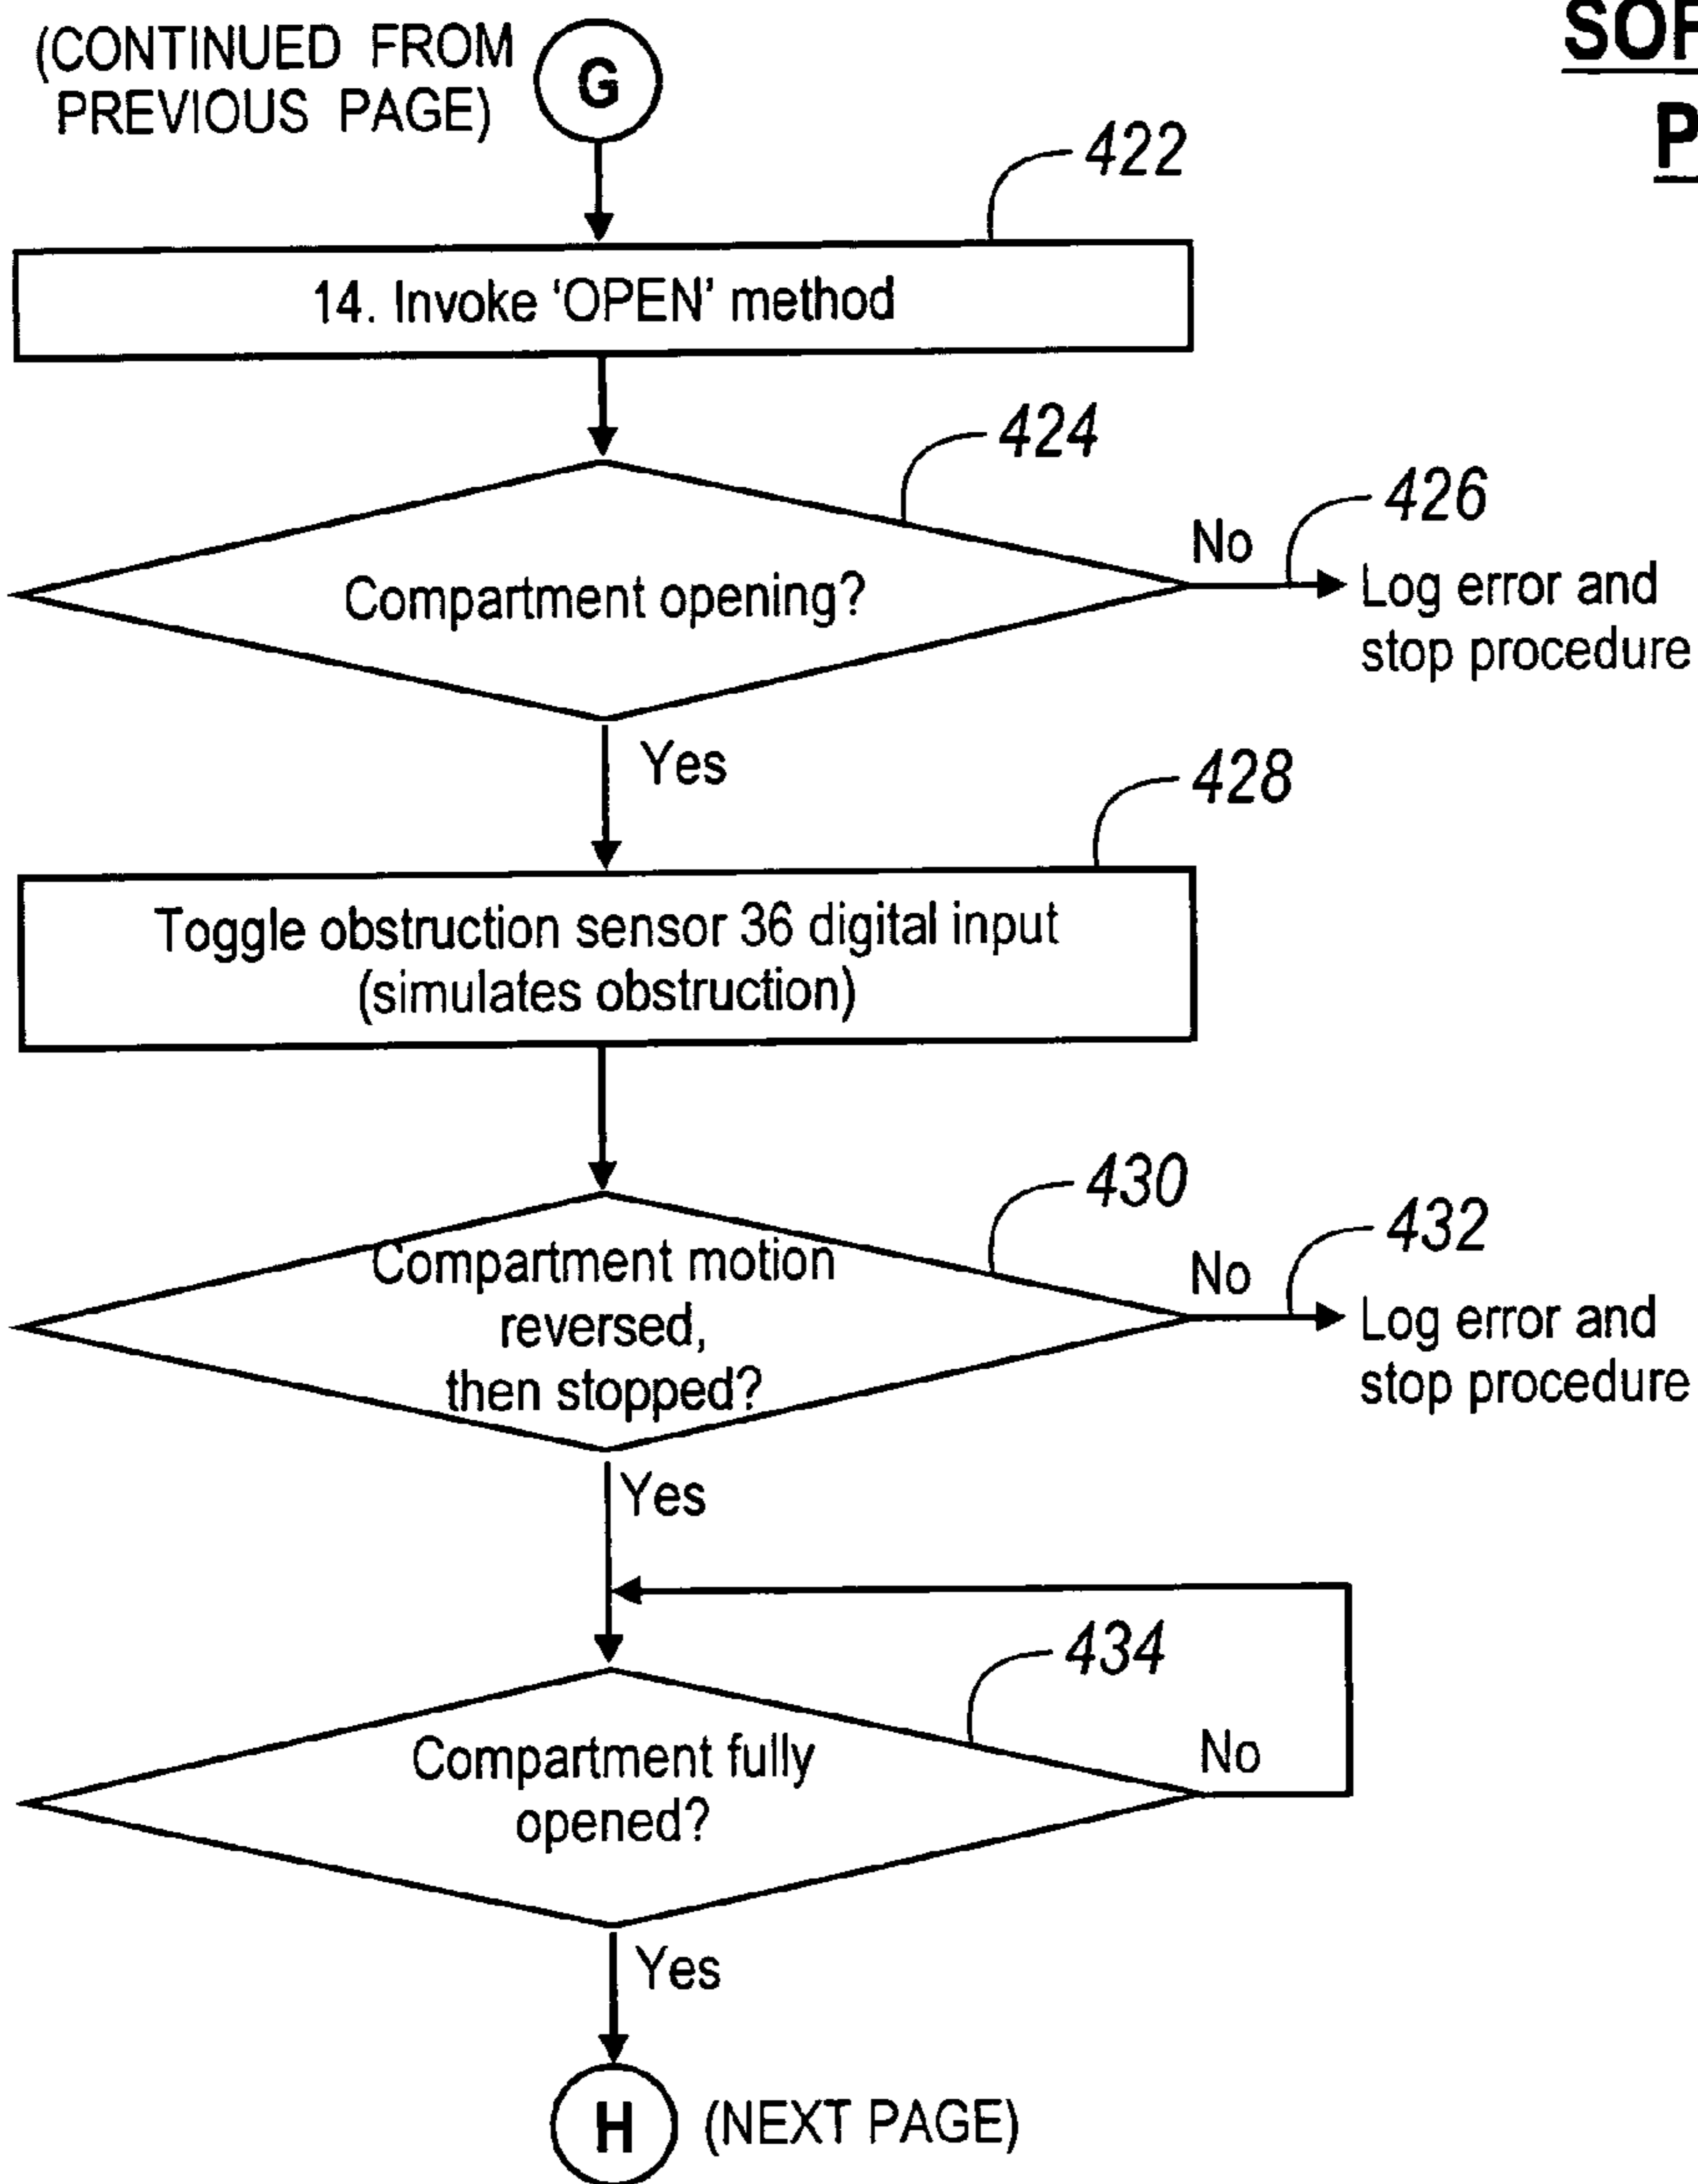 (CONTINUED FROM
PREVIOUS PAGE)
G
422
14. Invoke ‘OPEN’ method
424
Compartment opening?
No
426
Log error and
stop procedure
Yes
428
Toggle obstruction sensor 36 digital input
(simulates obstruction)
430
Compartment motion
reversed,
then stopped?
No
432
Log error and
stop procedure
Yes
434
Compartment fully
opened?
No
Yes
H
(NEXT PAGE)